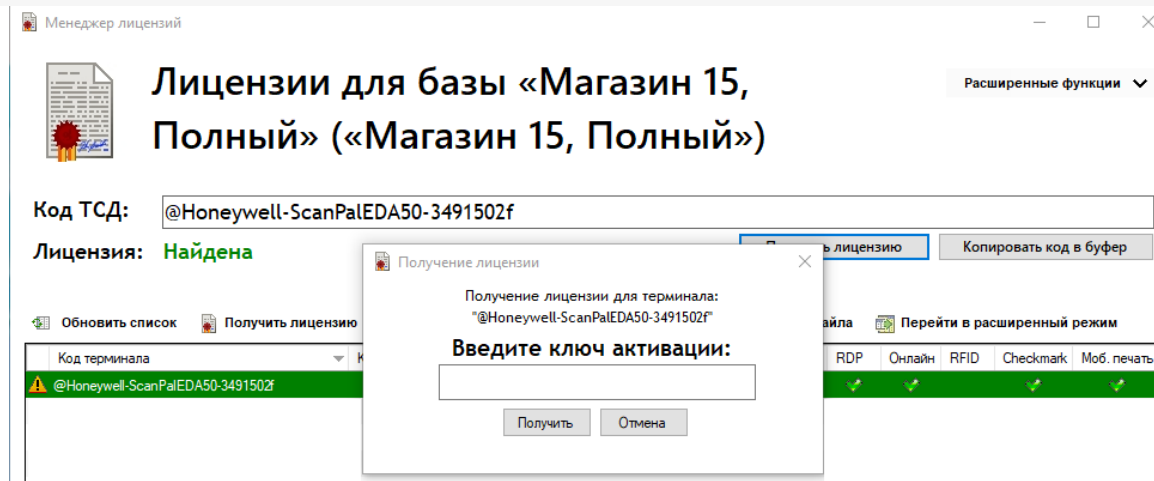 Менеджер лицензий
Лицензии для базы «Магазин 15,
Полный» («Магазин 15, Полный»)
Расширенные функции
Код ТСД:
@Honeywell-ScanPalEDA50-3491502f
Лицензия: Найдена
лицензию
Копировать код в буфер
Получение лицензии
Получение лицензии для терминала:
"@Honeywell-ScanPalEDA50-3491502f"
Введите ключ активации:
Получить Отмена
Обновить список Получить лицензию Перейти в расширенный режим
Код терминала RDP Онлайн RFID Checkmark Моб. печать
@Honeywell-ScanPalEDA50-3491502f